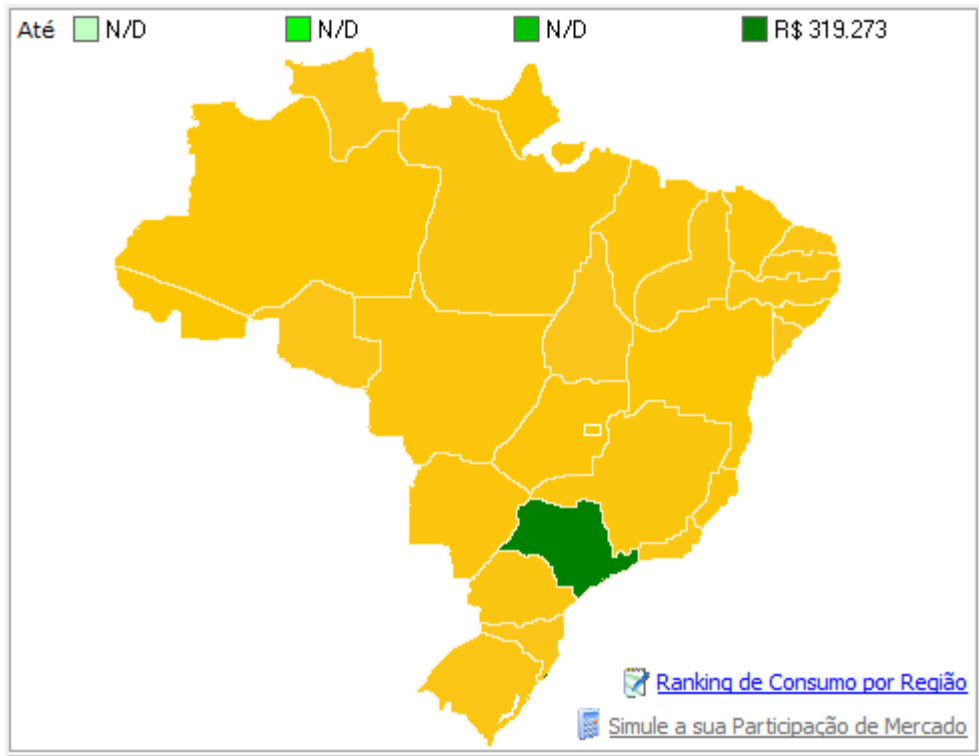 Até N/D N/D N/D R$ 319.273
Ranking de Consumo por Região
Simule a sua Participação de Mercado